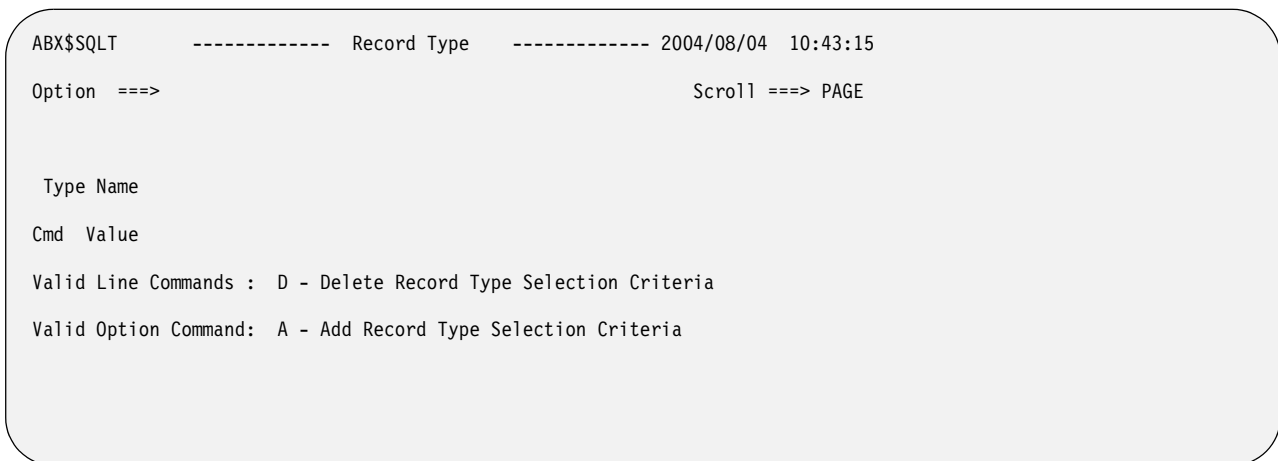 ABX$SQLT ------------- Record Type ------------- 2004/08/04 10:43:15
Option ===> Scroll ===> PAGE
Type Name
Cmd Value
Valid Line Commands : D - Delete Record Type Selection Criteria
Valid Option Command: A - Add Record Type Selection Criteria